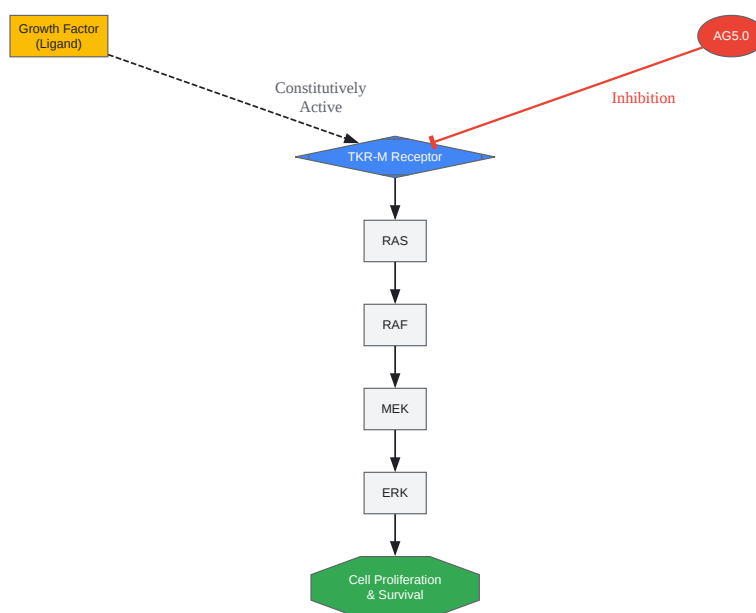 Growth Factor
(Ligand)
AG5.0
Constitutively
Active
Inhibition
TKR-M Receptor
RAS
RAF
MEK
ERK
Cell Proliferation
& Survival